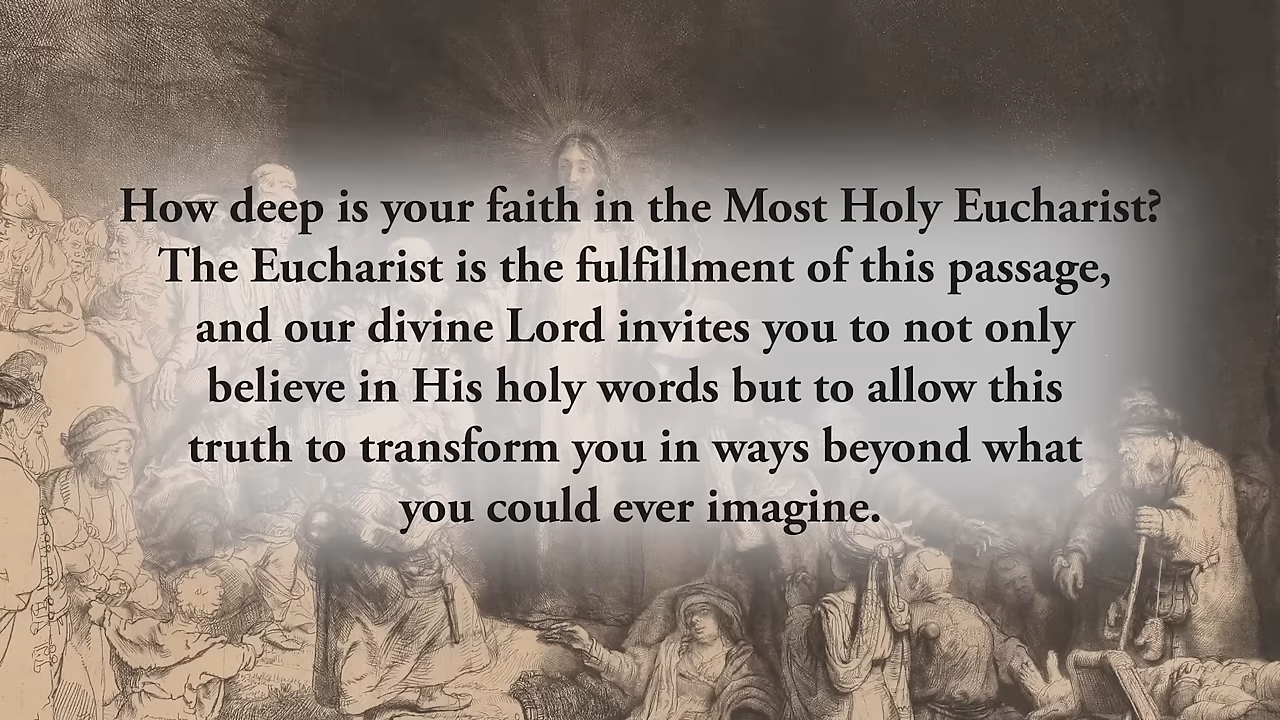 How deep is your faith in the Most Holy Eucharist?
The Eucharist is the fulfillment of this passage,
and our divine Lord invites you to not only
believe in His holy words but to allow this
truth to transform you in ways beyond what
you could ever imagine.